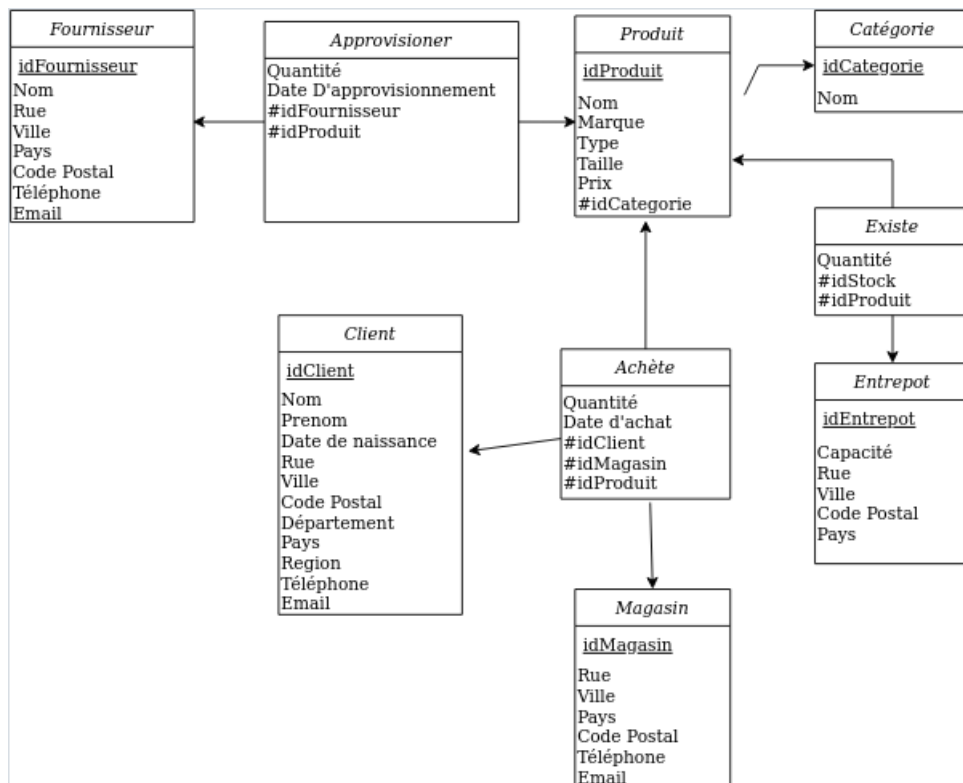 Fournisseur
idFournisseur
Nom
Rue
Ville
Pays
Code Postal
Téléphone
Email
Approvisioner
Quantité
Date D'approvisionnement
#idFournisseur
#idProduit
Produit
idProduit
Nom
Marque
Type
Taille
Prix
#idCategorie
Catégorie
idCategorie
Nom
Existe
Quantité
#idStock
#idProduit
Client
idClient
Nom
Prenom
Date de naissance
Rue
Ville
Code Postal
Département
Pays
Region
Téléphone
Email
Achète
Quantité
Date d'achat
#idClient
#idMagasin
#idProduit
Entrepot
idEntrepot
Capacité
Rue
Ville
Code Postal
Pays
Magasin
idMagasin
Rue
Ville
Pays
Code Postal
Téléphone
Email